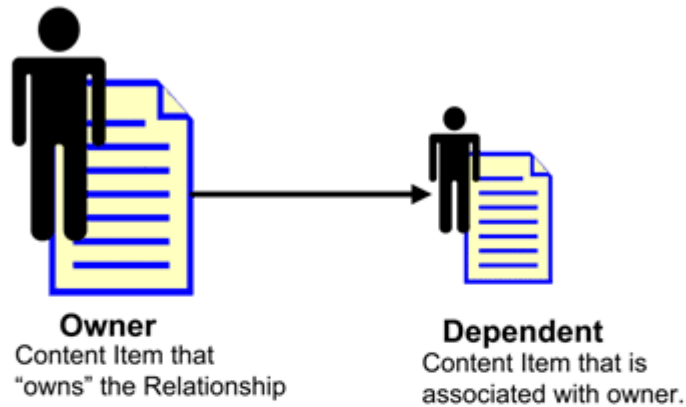 Owner
Content Item that
“owns” the Relationship
Dependent
Content Item that is
associated with owner.